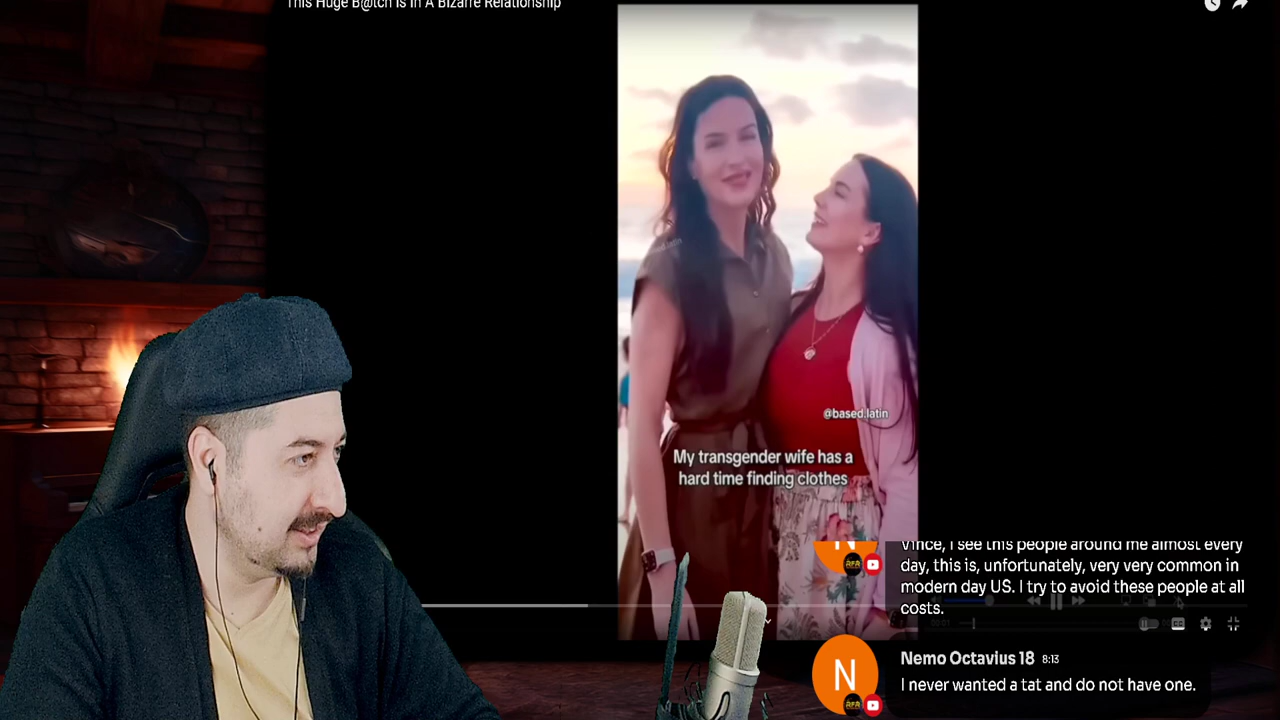 This Huge B@tch Is In A Bizarre Relationship
@based.latin
My transgender wife has a
hard time finding clothes
Vince, I see this people around me almost every
day, this is, unfortunately, very very common in
modern day US. I try to avoid these people at all
costs.
N
Nemo Octavius 18 8:13
I never wanted a tat and do not have one.